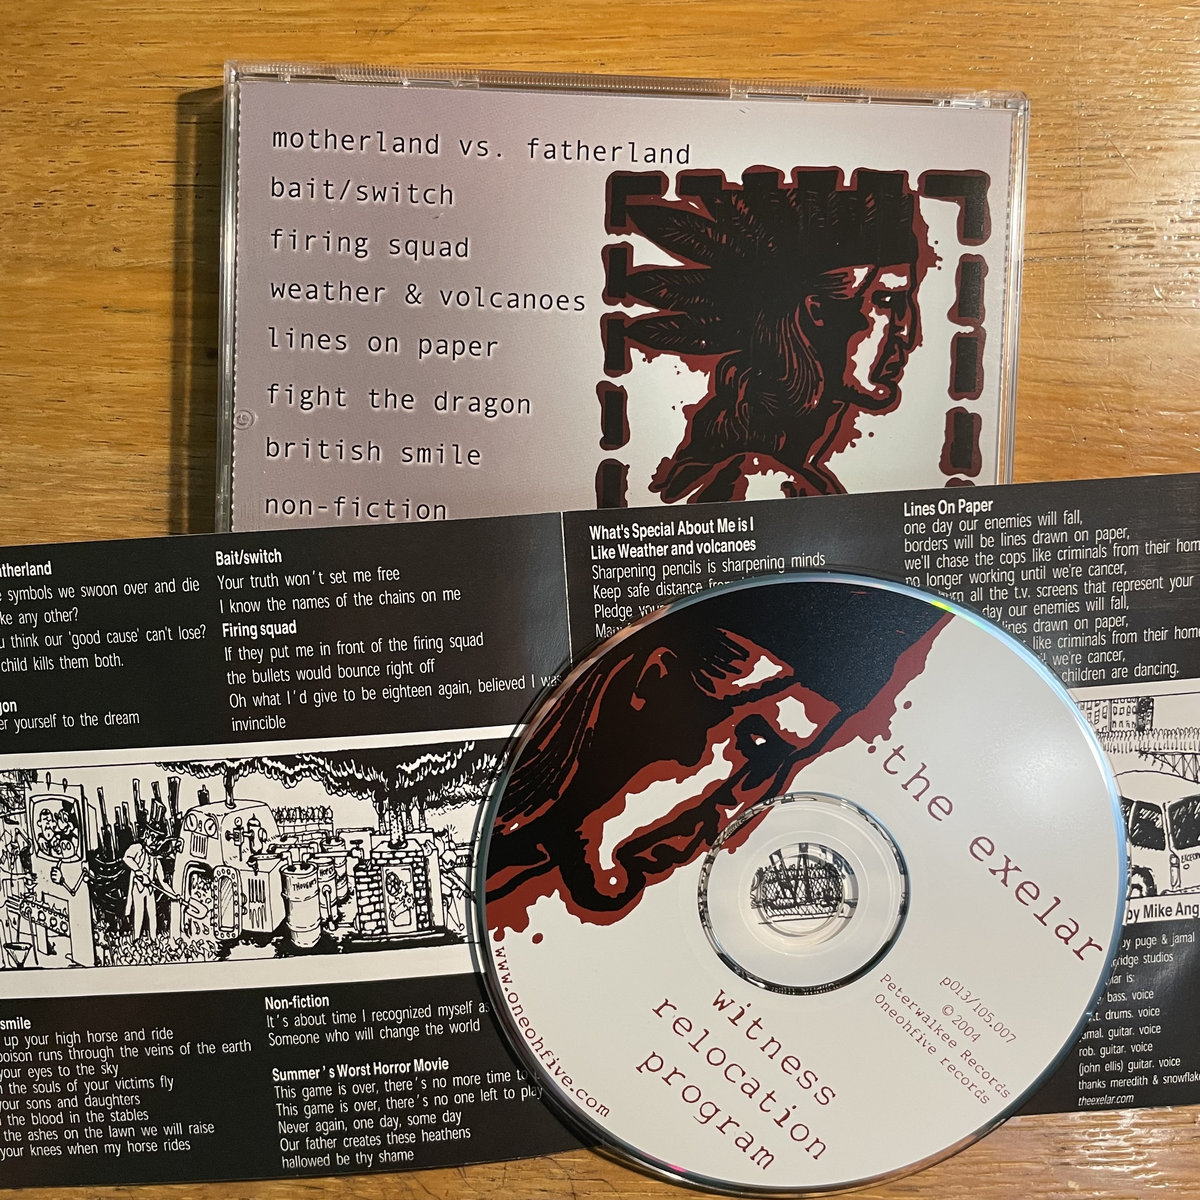 motherland vs. fatherland
bait/switch
firing squad
weather & volcanoes
lines on paper
fight the dragon
british smile
non-fiction
symbols we swoon over and die
any other?
think our 'good cause' can't lose?
child kills them both.
yourself to the dream
Bait/switch
Your truth won't set me free
I know the names of the chains on me
Firing squad
If they put me in front of the firing squad
the bullets would bounce right off
Oh what I'd give to be eighteen again, believed I was
invincible
What's Special About Me is I
Like Weather and volcanoes
Sharpening pencils is sharpening minds
Keep safe distance
Pledge
Lines On Paper
one day our enemies will fall,
borders will be lines drawn on paper,
we'll chase the cops like criminals from their
no longer working until we're cancer,
all the t.v. screens that represent your
day our enemies will fall,
lines drawn on paper,
like criminals from their
we're cancer,
children are dancing.
smile
up your high horse and ride
poison runs through the veins of the earth
your eyes to the sky
the souls of your victims fly
your sons and daughters
the blood in the stables
the ashes on the lawn we will raise
your knees when my horse rides
Non-fiction
It's about time I recognized myself as
Someone who will change the world
Summer's Worst Horror Movie
This game is over, there's no more time to
This game is over, there's no one left to play
Never again, one day, some day
Our father creates these heathens
hallowed be thy shame
the exelar
witness
relocation
program
p013/105.007
©2004
Peterwalkee Records
Oneohfive records
www.oneohfive.com
by Mike
by puge & jamal
studios
is:
bass. voice
drums. voice
guitar. voice
rob. guitar. voice
(john ellis) guitar. voice
thanks meredith &
theexelar.com